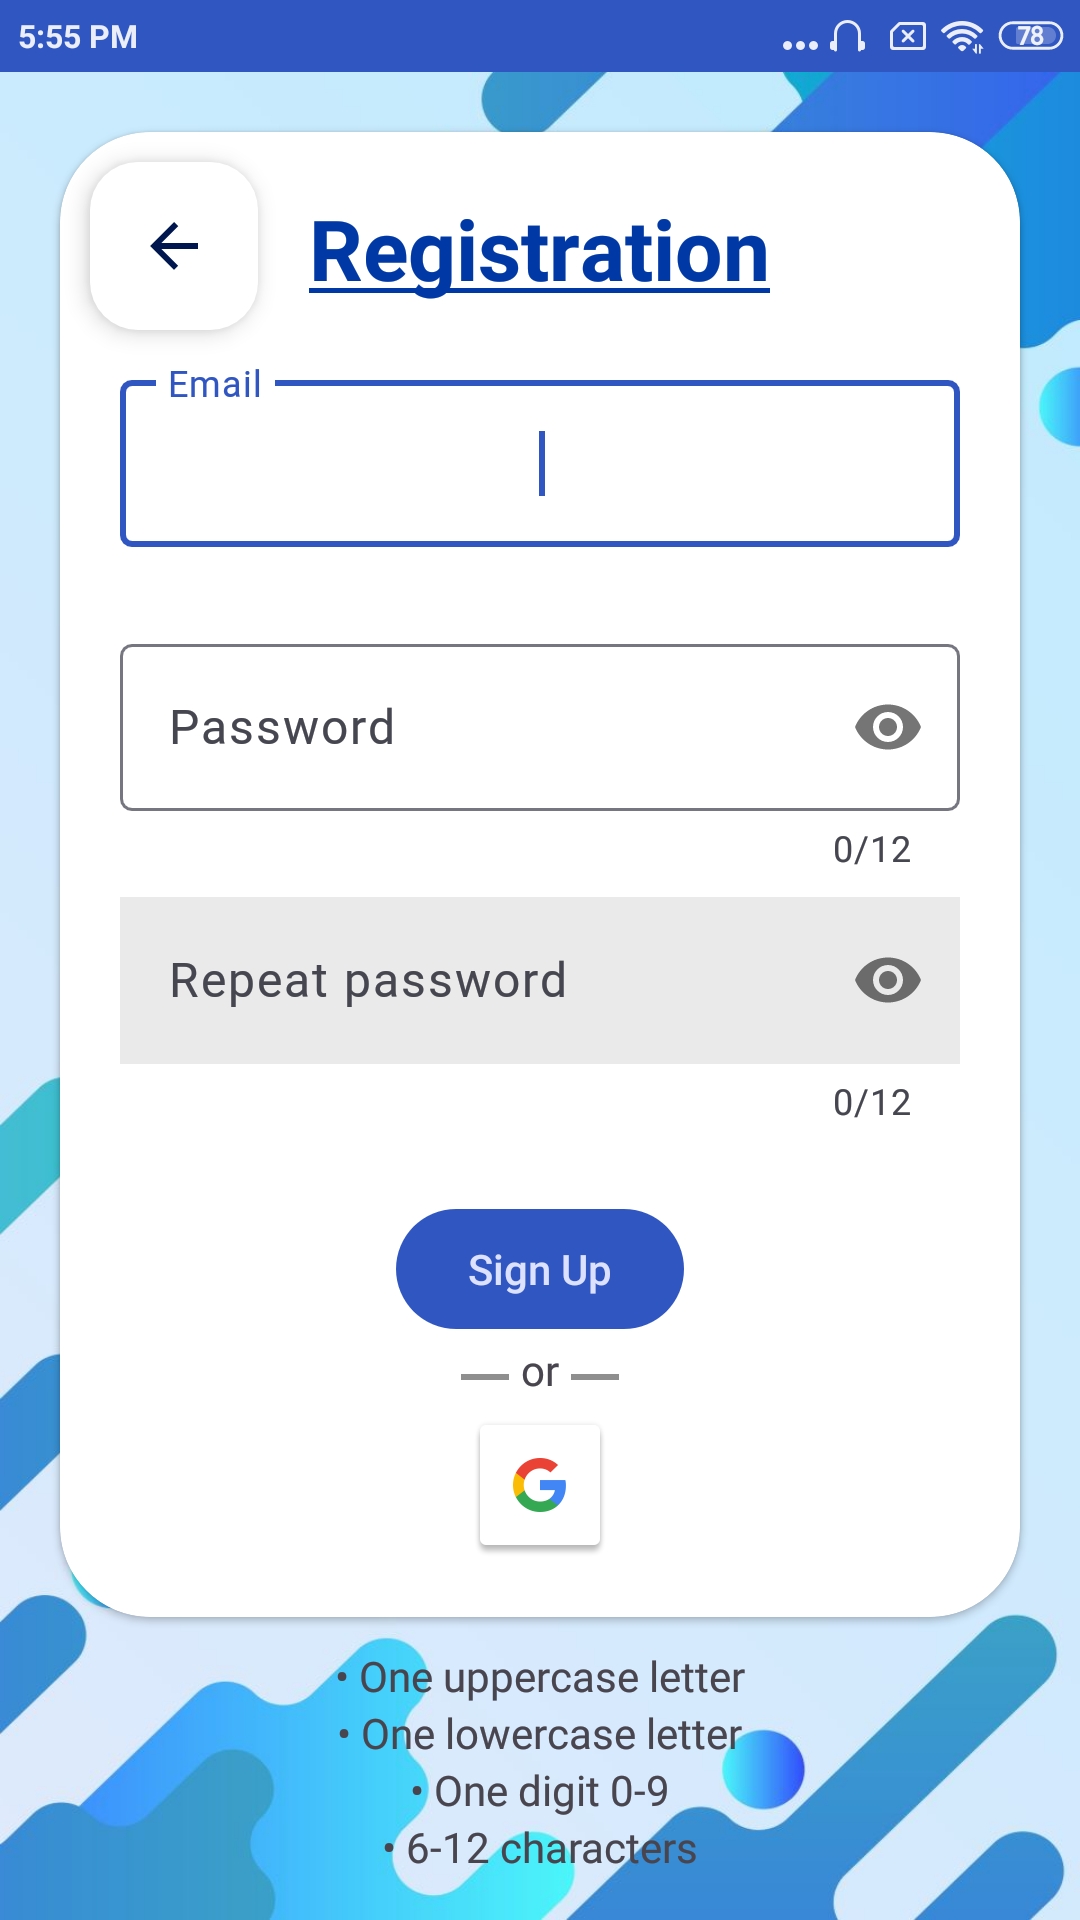 5:55 PM
78
Registration
Email
Password
0/12
Repeat password
0/12
Sign Up
or
• One uppercase letter
• One lowercase letter
• One digit 0-9
• 6-12 characters